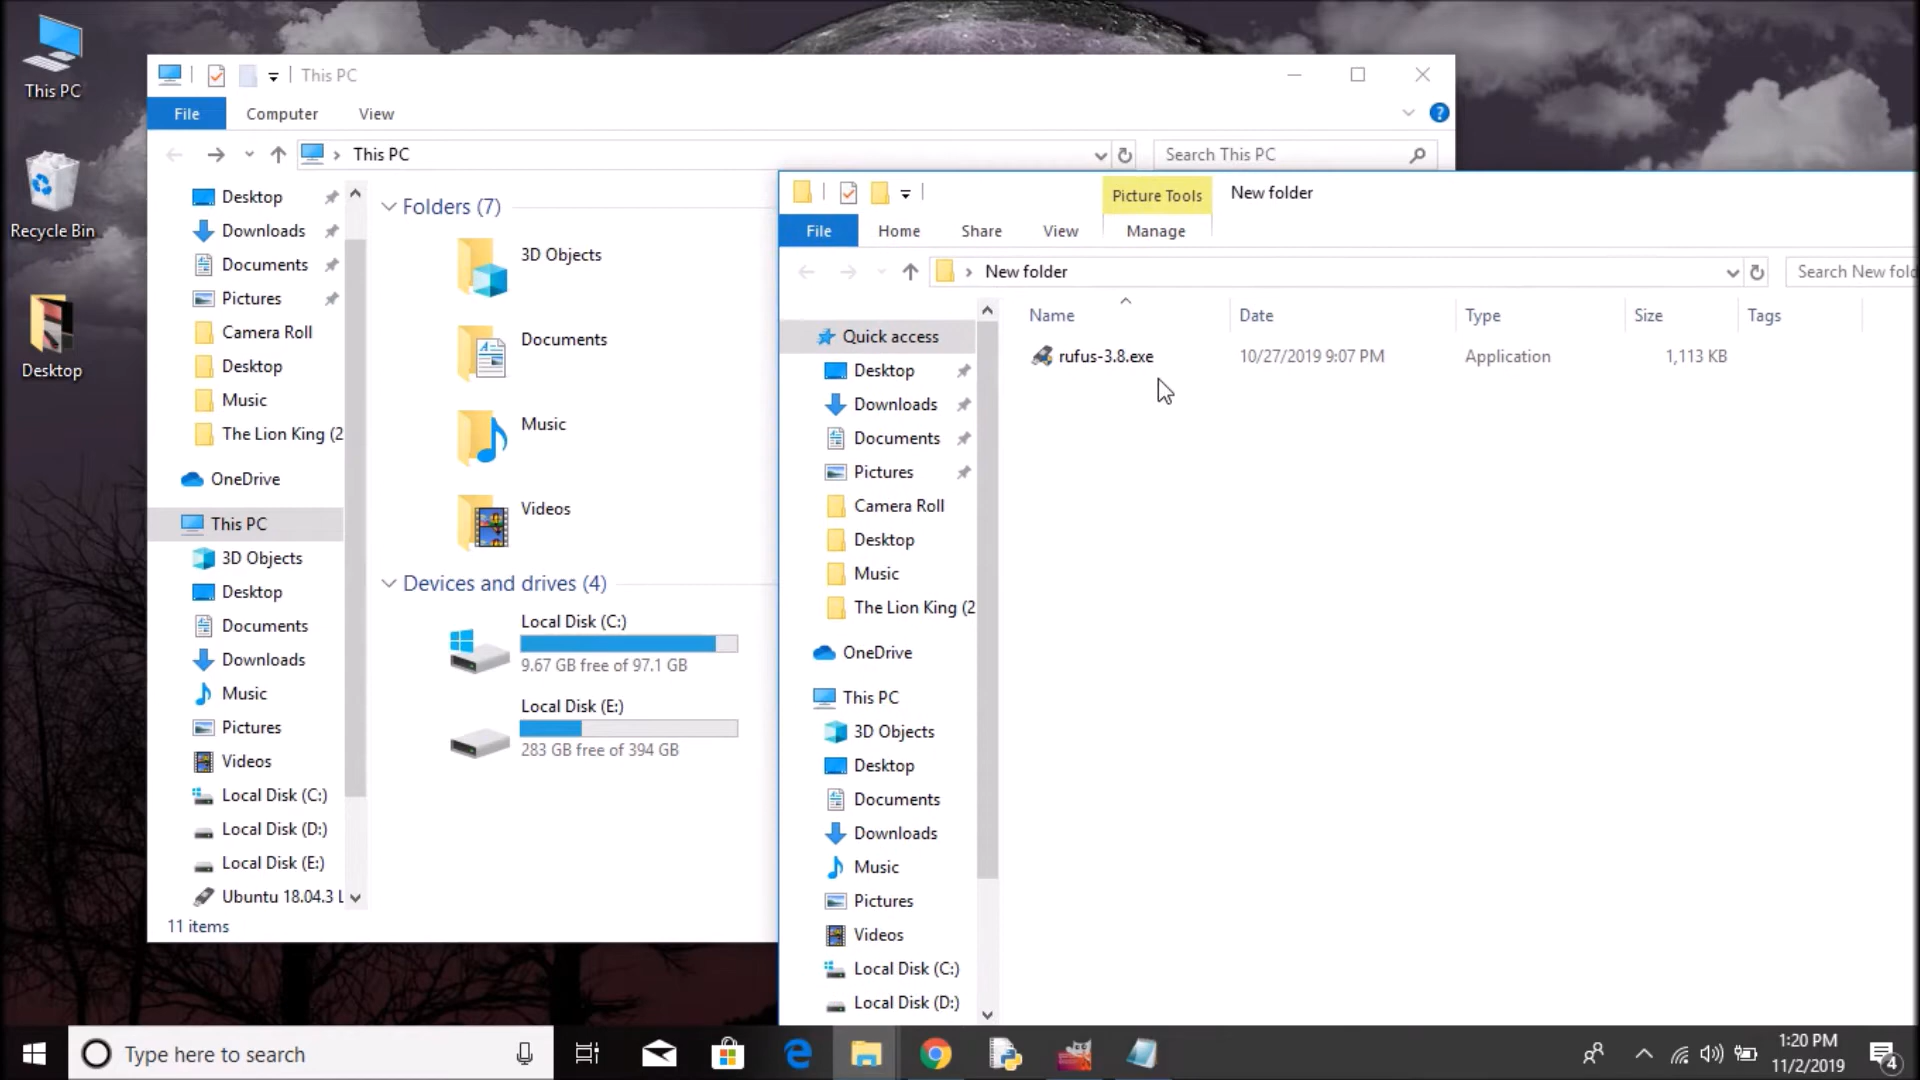 This PC
Recycle Bin
Desktop
This PC
File
Computer
View
This PC
Search This PC
Desktop
Downloads
Documents
Pictures
Camera Roll
Desktop
Music
The Lion King (2
OneDrive
This PC
3D Objects
Desktop
Documents
Downloads
Music
Pictures
Videos
Local Disk (C:)
Local Disk (D:)
Local Disk (E:)
Ubuntu 18.04.3 L
11 items
Folders (7)
3D Objects
Documents
Music
Videos
Devices and drives (4)
Local Disk (C:)
9.67 GB free of 97.1 GB
Local Disk (E:)
283 GB free of 394 GB
Picture Tools
New folder
File
Home
Share
View
Manage
New folder
Search New fold
Quick access
Desktop
Downloads
Documents
Pictures
Camera Roll
Desktop
Music
The Lion King (2
OneDrive
This PC
3D Objects
Desktop
Documents
Downloads
Music
Pictures
Videos
Local Disk (C:)
Local Disk (D:)
Name Date Type Size Tags
rufus-3.8.exe 10/27/2019 9:07 PM Application 1,113 KB
Type here to search
1:20 PM
11/2/2019
4